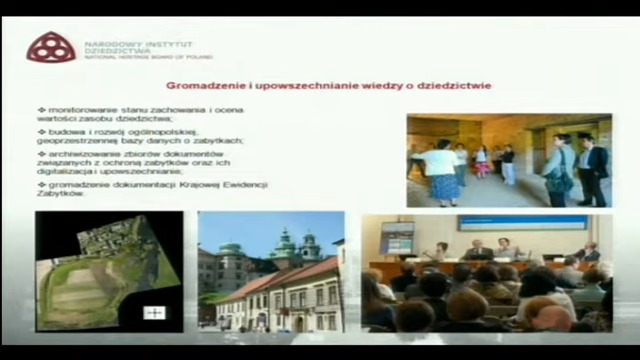 NARODOWY INSTYTUT
DZIEDZICTWA
NATIONAL HERITAGE BOARD OF POLAND
Gromadzenie i upowszechnianie wiedzy o dziedzictwie
❖ monitorowanie stanu zachowania i ocena
wartości zasobu dziedzictwa;
❖ budowa i rozwój ogólnopolskiej,
geoprzestrzennej bazy danych o zabytkach;
❖ archiwizowanie zbiorów dokumentów
związanych z ochroną zabytków oraz ich
digitalizacja i upowszechnianie;
❖ gromadzenie dokumentacji Krajowej Ewidencji
Zabytków.